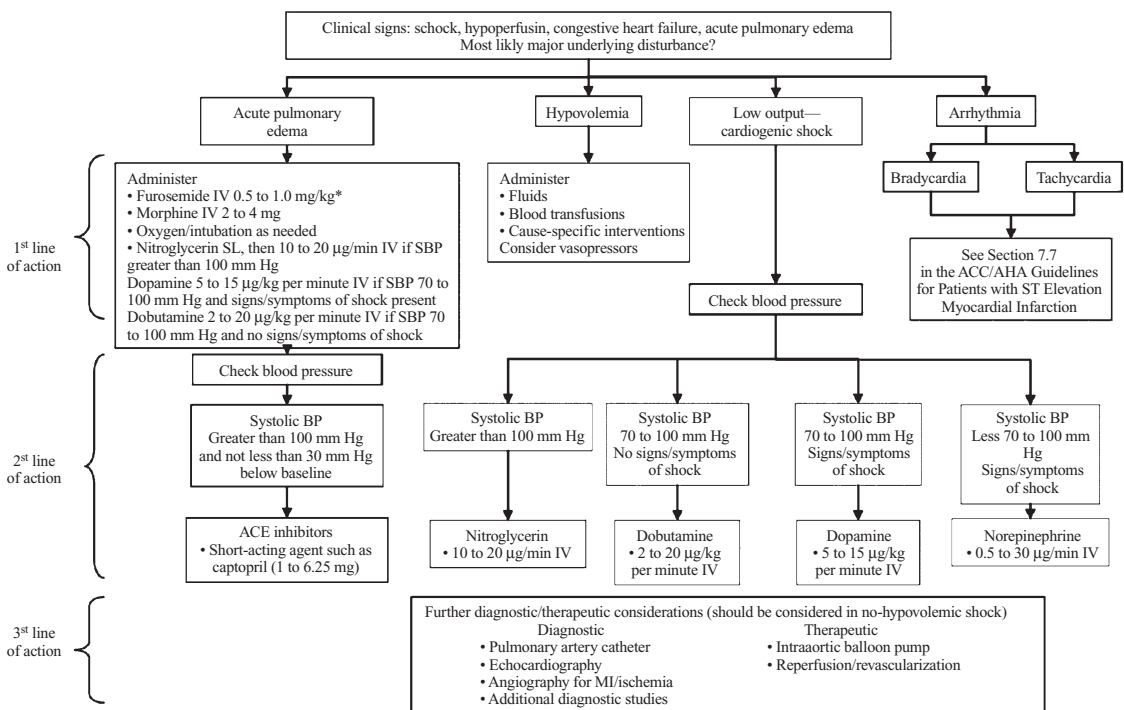 Clinical signs: schock, hypoperfusin, congestive heart failure, acute pulmonary edema
Most likly major underlying disturbance?
Acute pulmonary
edema
Hypovolemia
Low output—
cardiogenic shock
Arrhythmia
Bradycardia
Tachycardia
1st line
of action
Administer
• Furosemide IV 0.5 to 1.0 mg/kg*
• Morphine IV 2 to 4 mg
• Oxygen/intubation as needed
• Nitroglycerin SL, then 10 to 20 μg/min IV if SBP
greater than 100 mm Hg
Dopamine 5 to 15 μg/kg per minute IV if SBP 70 to
100 mm Hg and signs/symptoms of shock present
Dobutamine 2 to 20 μg/kg per minute IV if SBP 70
to 100 mm Hg and no signs/symptoms of shock
Administer
• Fluids
• Blood transfusions
• Cause-specific interventions
Consider vasopressors
Check blood pressure
See Section 7.7
in the ACC/AHA Guidelines
for Patients with ST Elevation
Myocardial Infarction
2st line
of action
Check blood pressure
Systolic BP
Greater than 100 mm Hg
and not less than 30 mm Hg
below baseline
ACE inhibitors
• Short-acting agent such as
captopril (1 to 6.25 mg)
Systolic BP
Greater than 100 mm Hg
Systolic BP
70 to 100 mm Hg
No signs/symptoms
of shock
Systolic BP
70 to 100 mm Hg
Signs/symptoms
of shock
Systolic BP
Less 70 to 100 mm
Hg
Signs/symptoms
of shock
Nitroglycerin
• 10 to 20 μg/min IV
Dobutamine
• 2 to 20 μg/kg
per minute IV
Dopamine
• 5 to 15 μg/kg
per minute IV
Norepinephrine
• 0.5 to 30 μg/min IV
3st line
of action
Further diagnostic/therapeutic considerations (should be considered in no-hypovolemic shock)
Diagnostic
• Pulmonary artery catheter
• Echocardiography
• Angiography for MI/ischemia
• Additional diagnostic studies
Therapeutic
• Intraaortic balloon pump
• Reperfusion/revascularization